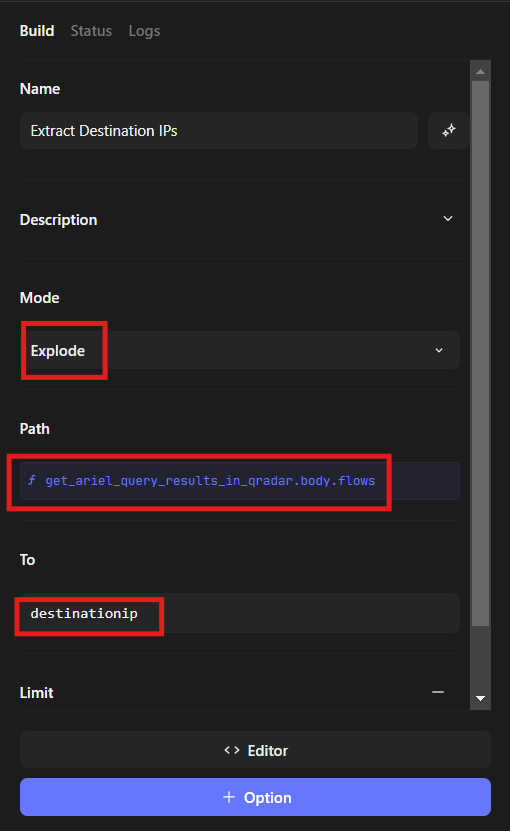 Build Status Logs
Name
Extract Destination IPs
Description
Mode
Explode
Path
f get_ariel_query_results_in_qradar.body.flows
To
destinationip
Limit
<> Editor
+ Option